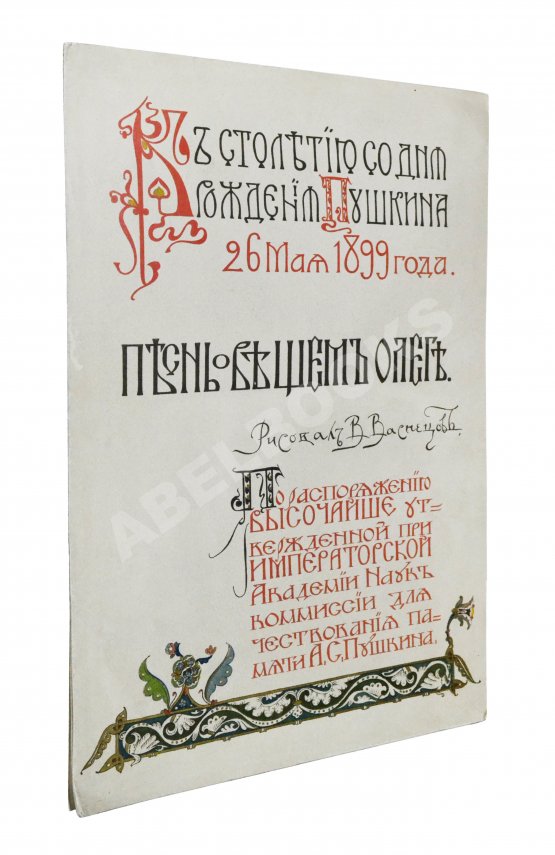 Къ столѣтію со дня
рожденія Пушкина
26 Мая 1899 года.
Пѣснь о вѣщемъ Олегѣ.
Рисовалъ В. Васнецовъ.
По распоряженію
ВЫСОЧАЙШЕ ут-
вержденной при
ИМПЕРАТОРСКОЙ
Академіи Наукъ
коммиссіи для
чествованія па-
мяти А.С. Пушкина.
ABELBOOKS